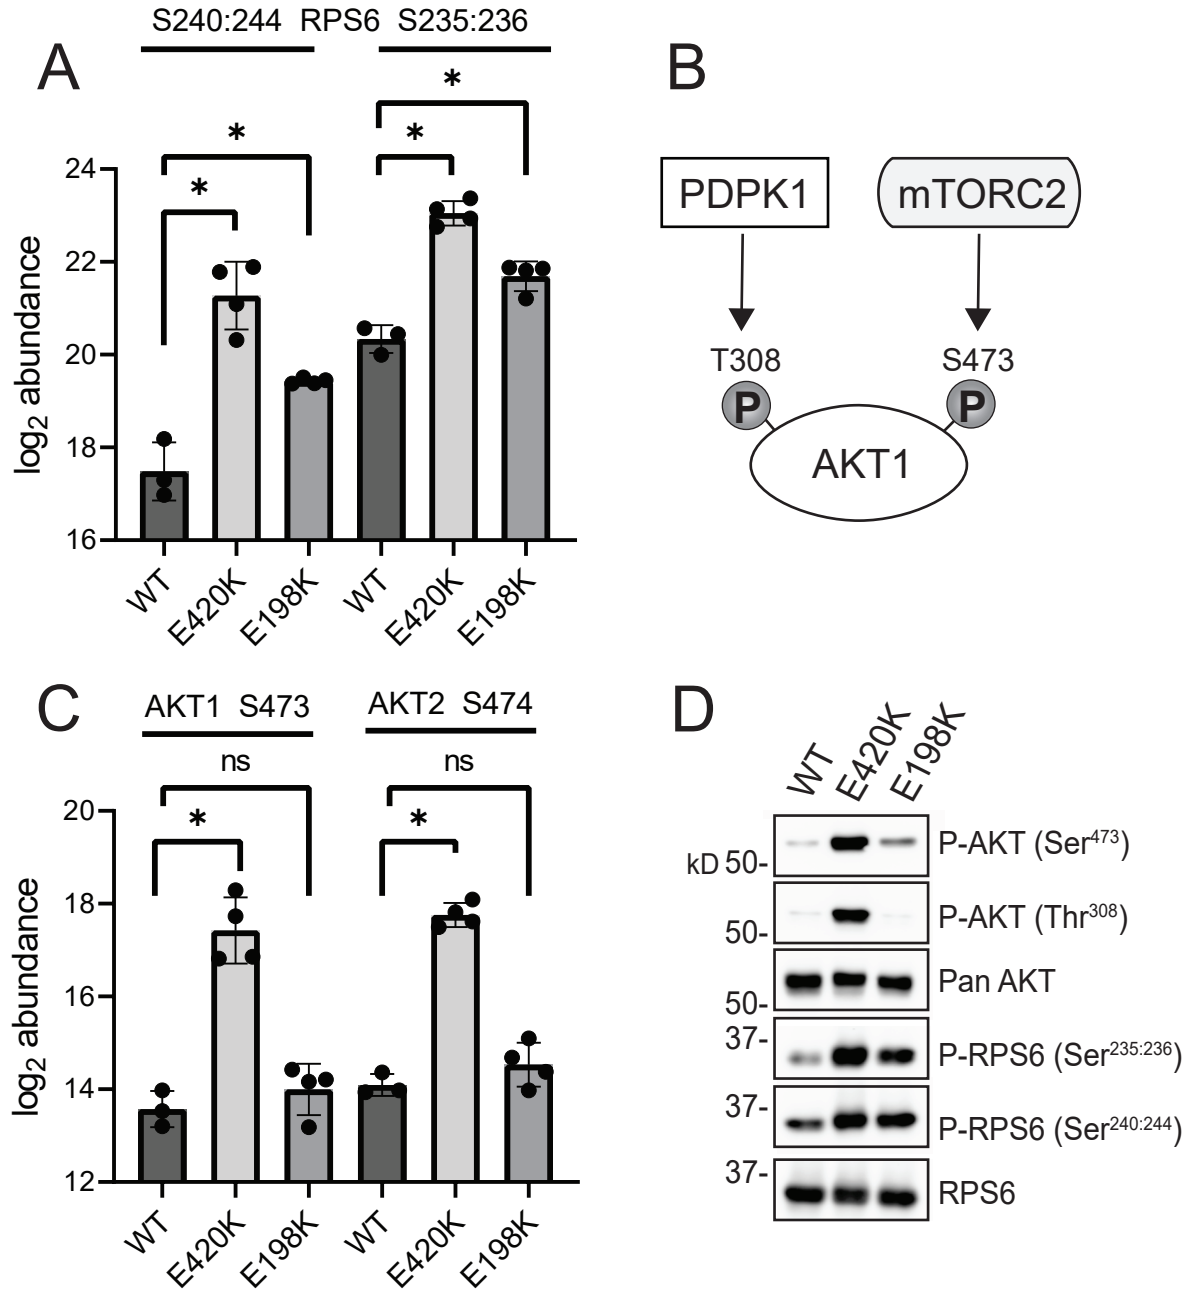 A
S240:244 RPS6 S235:236
*
*
*
*
log2 abundance
24
22
20
18
16
WT
E420K
E198K
WT
E420K
E198K
B
PDPK1
mTORC2
T308
S473
P
P
AKT1
C
AKT1 S473
AKT2 S474
ns
ns
*
*
log2 abundance
20
18
16
14
12
WT
E420K
E198K
WT
E420K
E198K
D
WT
E420K
E198K
kD 50-
P-AKT (Ser473)
50-
P-AKT (Thr308)
50-
Pan AKT
37-
P-RPS6 (Ser235:236)
37-
P-RPS6 (Ser240:244)
37-
RPS6